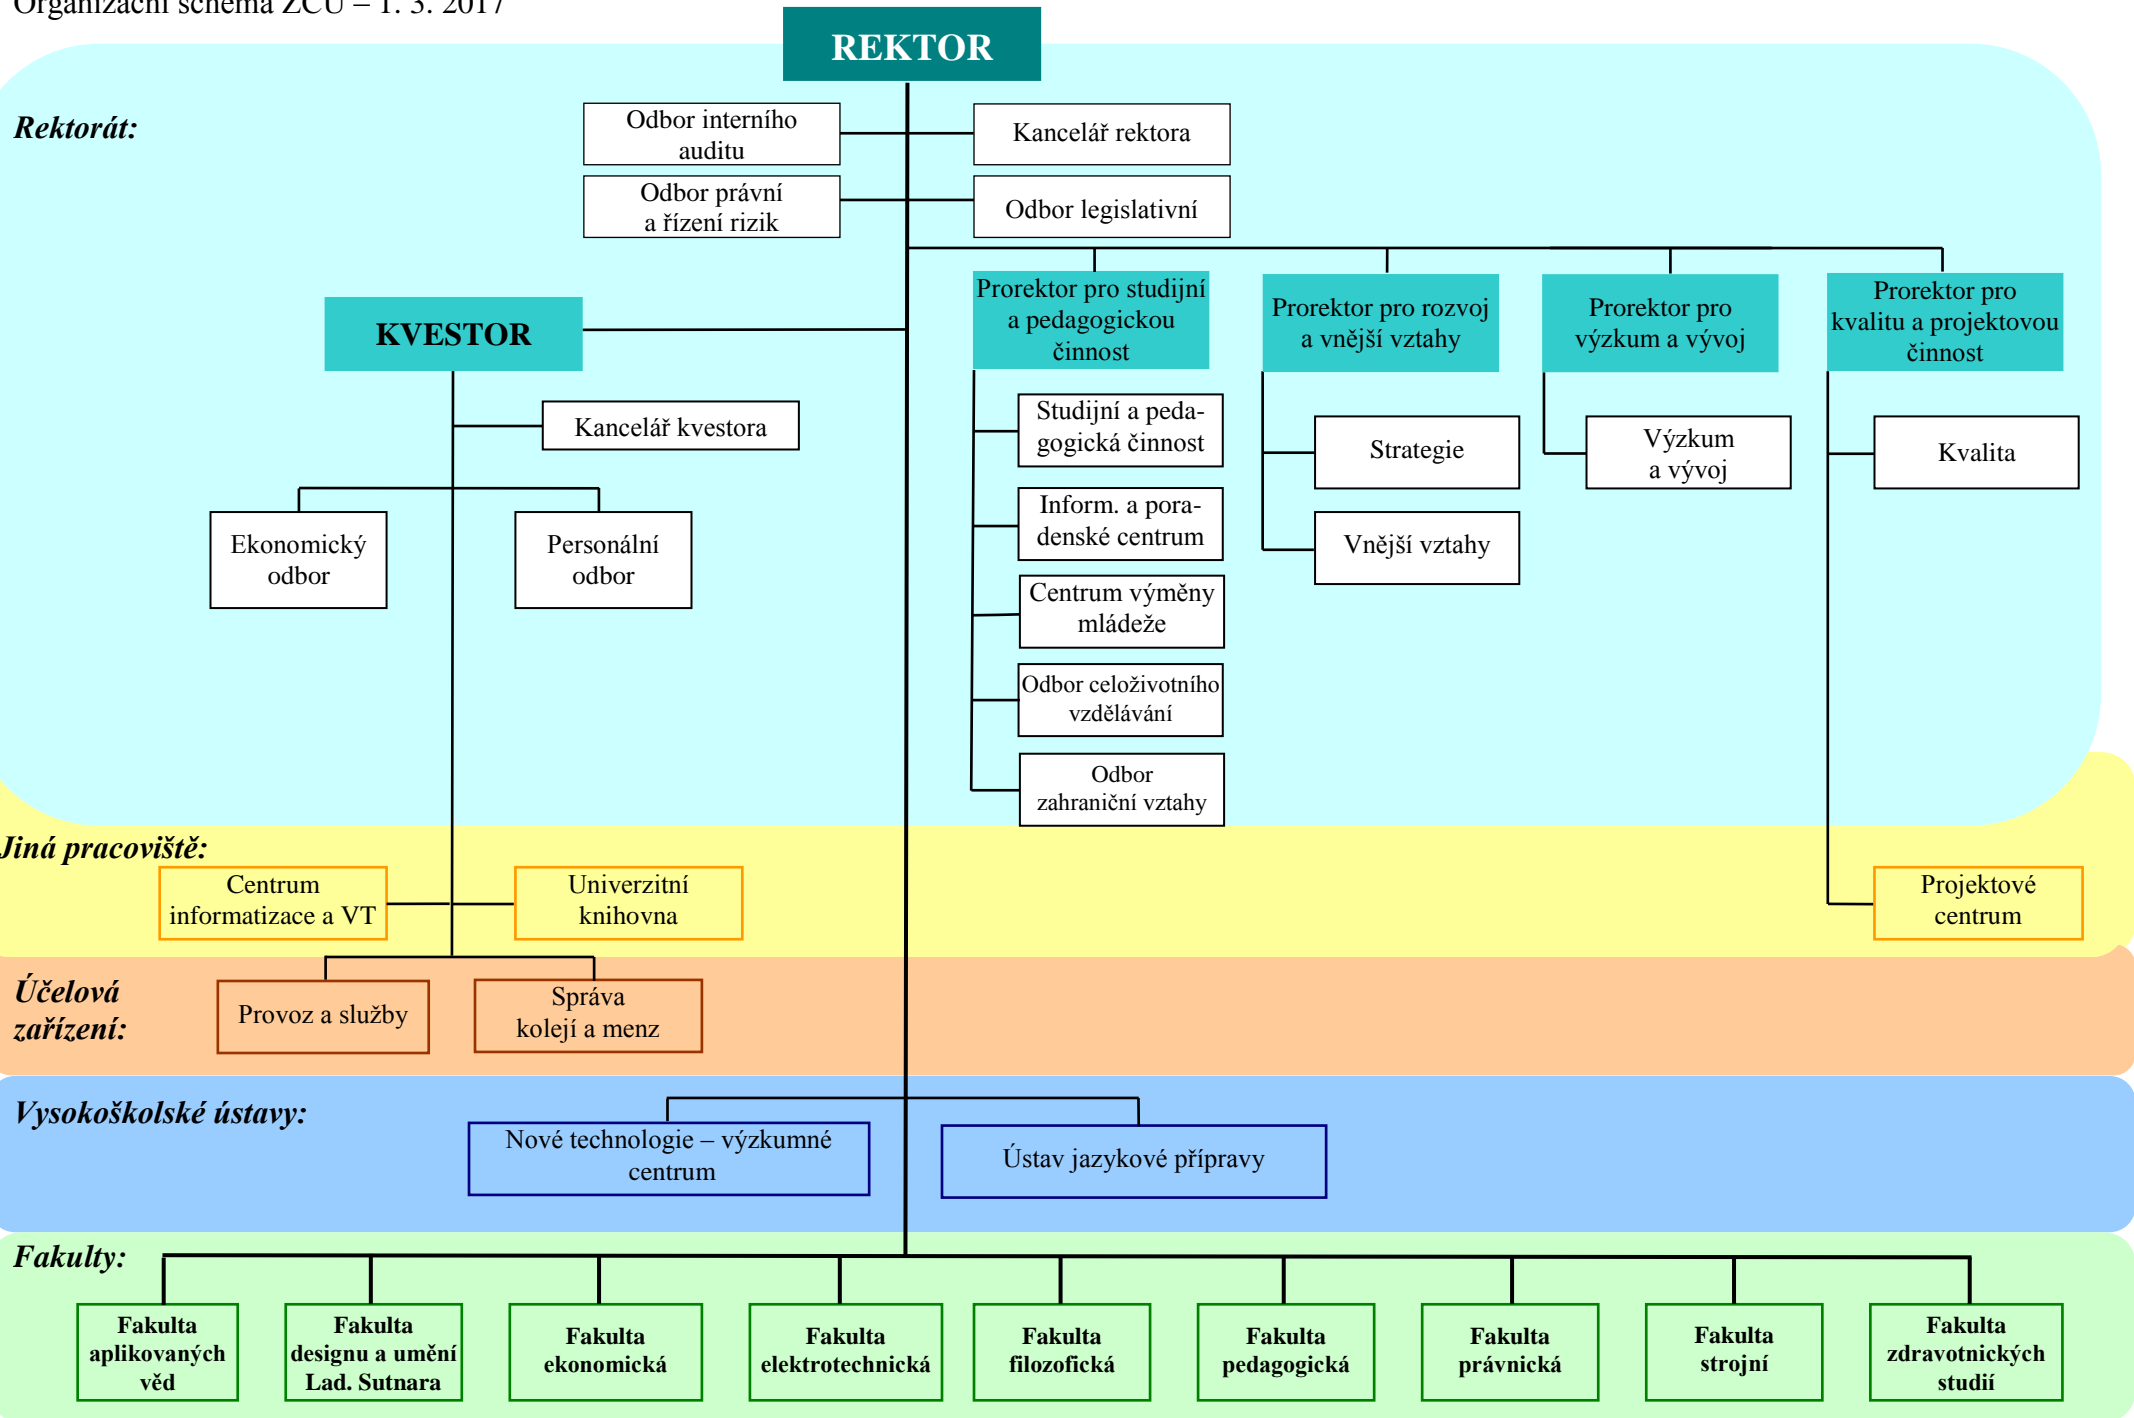 Organizační schéma ZČU – 1. 3. 2017
REKTOR
Rektorát:
Odbor interního
auditu
Kancelář rektora
Odbor právní
a řízení rizik
Odbor legislativní
KVESTOR
Prorektor pro studijní
a pedagogickou
činnost
Prorektor pro rozvoj
a vnější vztahy
Prorektor pro
výzkum a vývoj
Prorektor pro
kvalitu a projektovou
činnost
Kancelář kvestora
Ekonomický
odbor
Personální
odbor
Studijní a peda-
gogická činnost
Inform. a pora-
denské centrum
Centrum výměny
mládeže
Odbor celoživotního
vzdělávání
Odbor
zahraniční vztahy
Strategie
Vnější vztahy
Výzkum
a vývoj
Kvalita
Jiná pracoviště:
Centrum
informatizace a VT
Univerzitní
knihovna
Projektové
centrum
Účelová
zařízení:
Provoz a služby
Správa
kolejí a menz
Vysokoškolské ústavy:
Nové technologie – výzkumné
centrum
Ústav jazykové přípravy
Fakulty:
Fakulta
aplikovaných
věd
Fakulta
designu a umění
Lad. Sutnara
Fakulta
ekonomická
Fakulta
elektrotechnická
Fakulta
filozofická
Fakulta
pedagogická
Fakulta
právnická
Fakulta
strojní
Fakulta
zdravotnických
studií